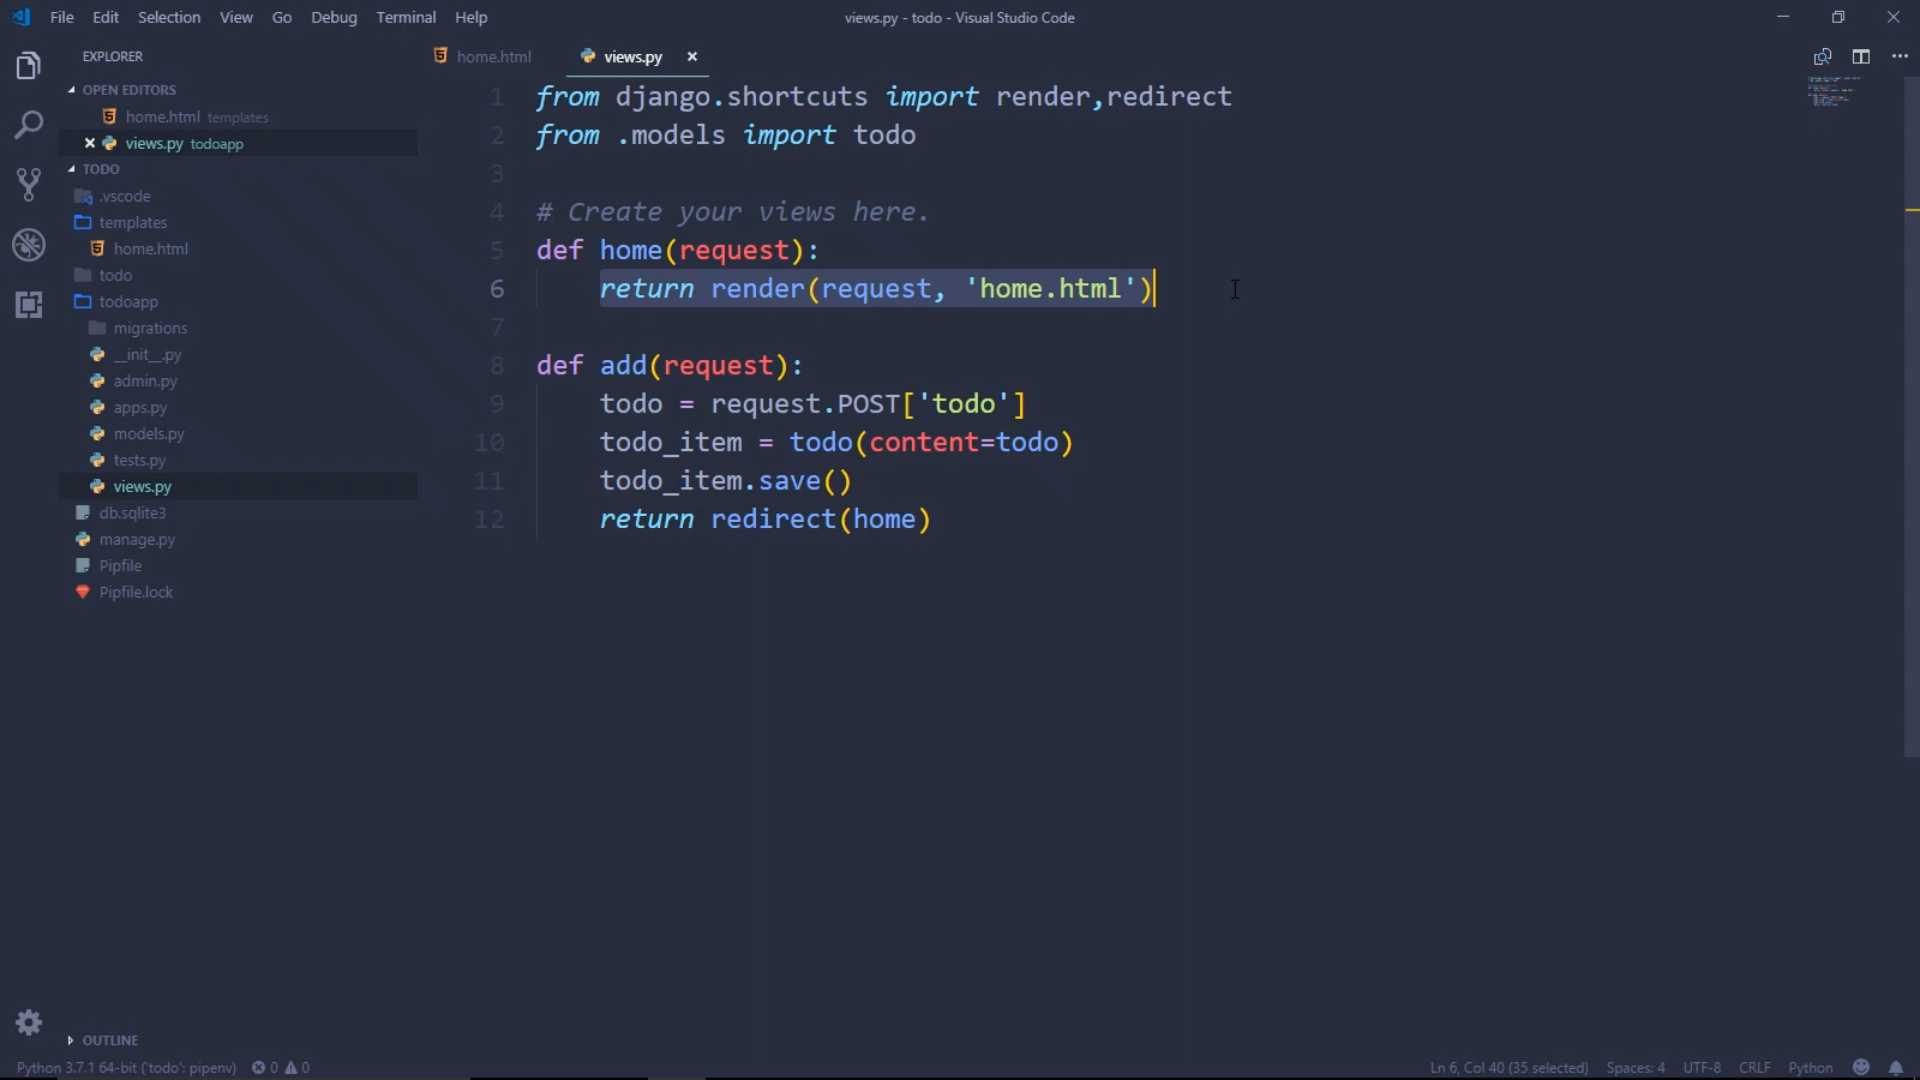 File Edit Selection View Go Debug Terminal Help
views.py - todo - Visual Studio Code
EXPLORER
OPEN EDITORS
home.html templates
views.py todoapp
TODO
.vscode
templates
home.html
todo
todoapp
migrations
__init__.py
admin.py
apps.py
models.py
tests.py
views.py
db.sqlite3
manage.py
Pipfile
Pipfile.lock
OUTLINE
home.html
views.py
1 from django.shortcuts import render,redirect
2 from .models import todo
3
4 # Create your views here.
5 def home(request):
6 return render(request, 'home.html')
7
8 def add(request):
9 todo = request.POST['todo']
10 todo_item = todo(content=todo)
11 todo_item.save()
12 return redirect(home)
Python 3.7.1 64-bit ('todo': pipenv) 0 0
Ln 6, Col 40 (35 selected) Spaces: 4 UTF-8 CRLF Python